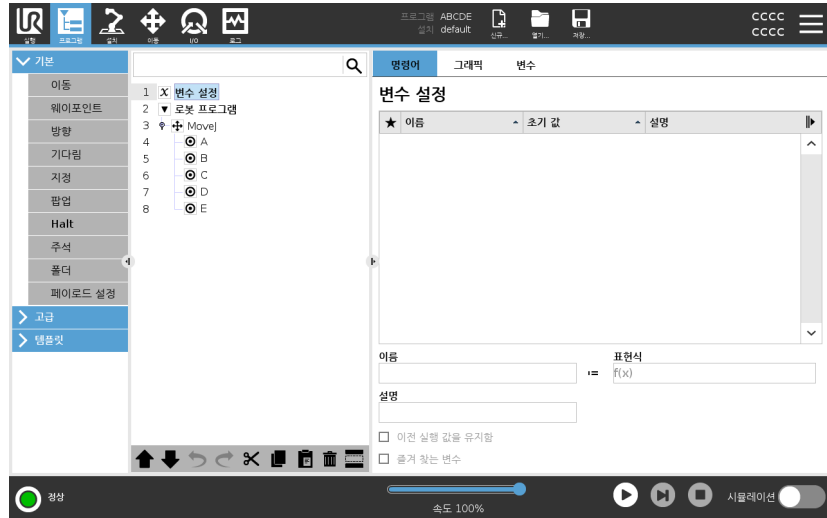 UR
실행 프로그램 설치 이동 I/O 로그
프로그램 ABCDE
설치 default
신규... 열기... 저장...
CCCC
CCCC
기본
이동
웨이포인트
방향
기다림
지정
팝업
Halt
주석
폴더
페이로드 설정
고급
템플릿
1 X 변수 설정
2 ▼ 로봇 프로그램
3 MoveJ
4 A
5 B
6 C
7 D
8 E
명령어 그래픽 변수
변수 설정
★ 이름 초기 값 설명
이름 표현식
:= f(x)
설명
이전 실행 값을 유지함
즐겨 찾는 변수
정상
속도 100%
시뮬레이션